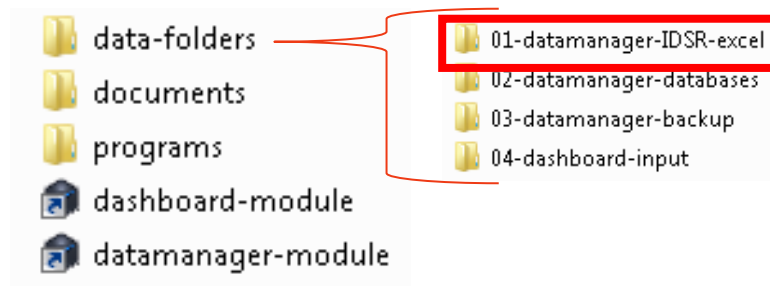 data-folders
documents
programs
dashboard-module
datamanager-module
01-datamanager-IDSR-excel
02-datamanager-databases
03-datamanager-backup
04-dashboard-input